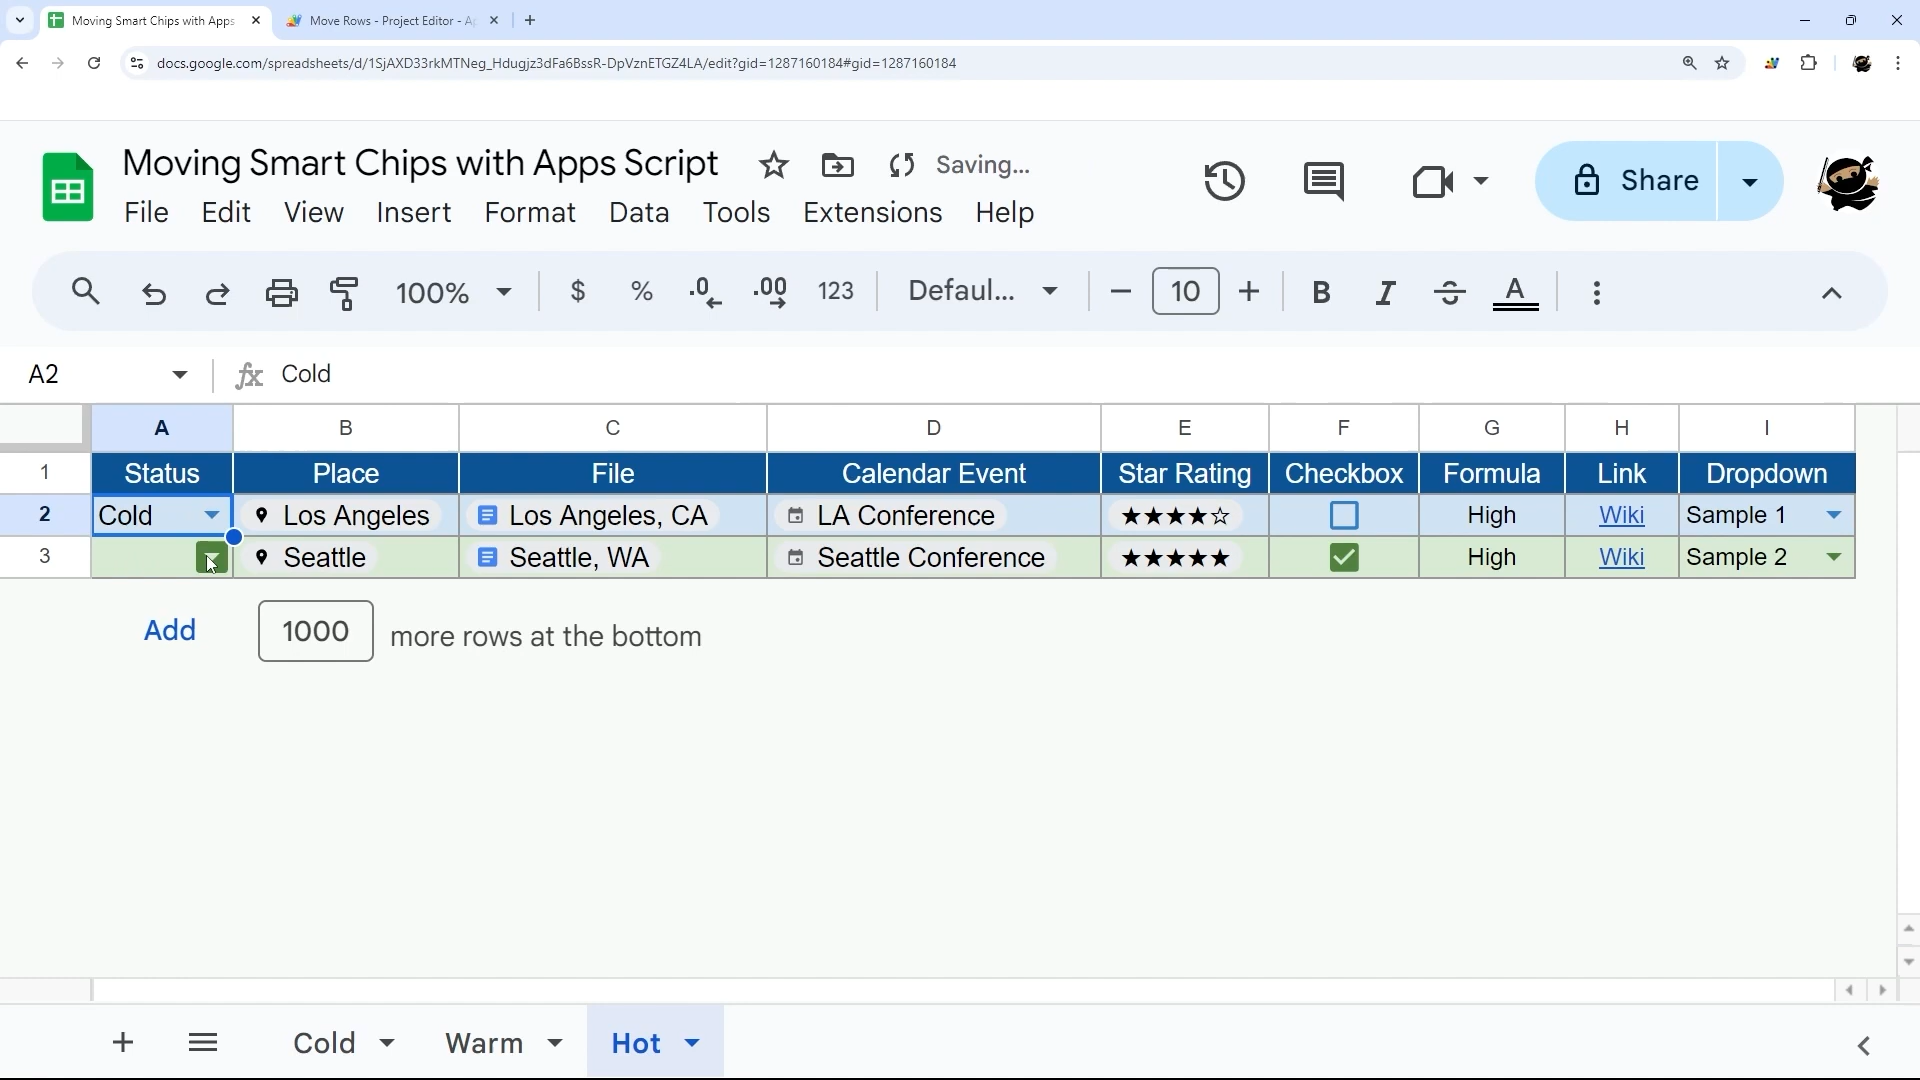 Moving Smart Chips with Apps
Move Rows - Project Editor - A
docs.google.com/spreadsheets/d/1SjAXD33rkMTNeg_Hdugjz3dFa6BssR-DpVznETGZ4LA/edit?gid=1287160184#gid=1287160184
Moving Smart Chips with Apps Script Saving...
Share
File Edit View Insert Format Data Tools Extensions Help
100% $ % .0 .00 123 Defaul... 10 B I S A
A2 fx Cold
A B C D E F G H I
1 Status Place File Calendar Event Star Rating Checkbox Formula Link Dropdown
2 Cold Los Angeles Los Angeles, CA LA Conference ★★★★☆ High Wiki Sample 1
3 Seattle Seattle, WA Seattle Conference ★★★★★ High Wiki Sample 2
Add 1000 more rows at the bottom
Cold Warm Hot